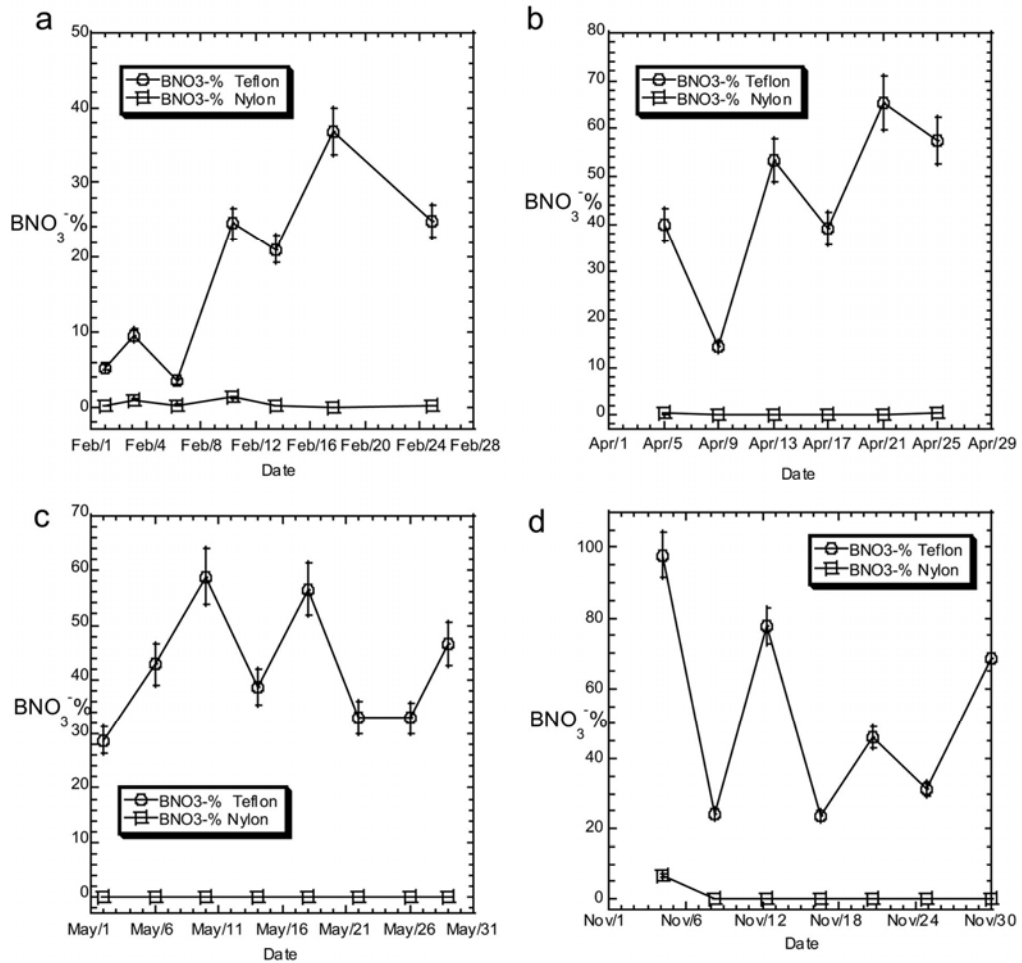 a
50
40
30
20
10
0
BNO3-% Teflon
BNO3-% Nylon
BNO₃⁻%
Feb/1 Feb/4 Feb/8 Feb/12 Feb/16 Feb/20 Feb/24 Feb/28
Date
b
80
70
60
50
40
30
20
10
0
BNO3-% Teflon
BNO3-% Nylon
BNO₃⁻%
Apr/1 Apr/5 Apr/9 Apr/13 Apr/17 Apr/21 Apr/25 Apr/29
Date
c
70
60
50
40
30
20
10
0
BNO₃⁻%
BNO3-% Teflon
BNO3-% Nylon
May/1 May/6 May/11 May/16 May/21 May/26 May/31
Date
d
100
80
60
40
20
0
BNO3-% Teflon
BNO3-% Nylon
BNO₃⁻%
Nov/1 Nov/6 Nov/12 Nov/18 Nov/24 Nov/30
Date